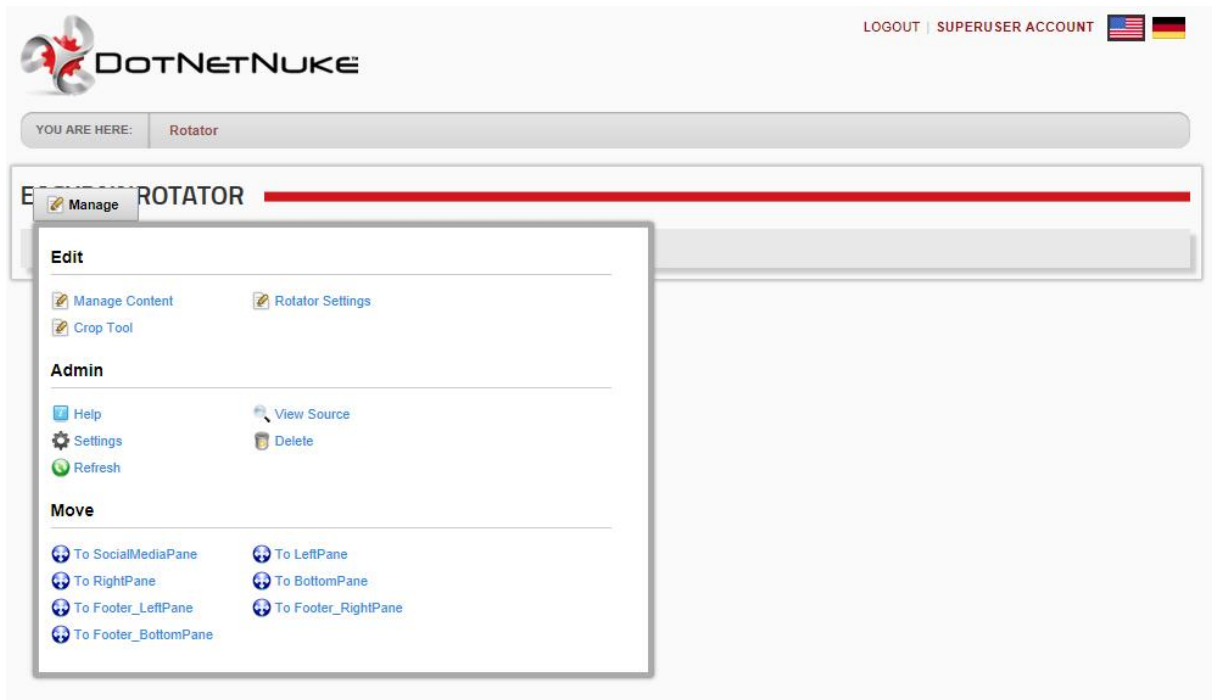 LOGOUT | SUPERUSER ACCOUNT
DotNetNuke
YOU ARE HERE: Rotator
ROTATOR
Manage
Edit
Manage Content Rotator Settings
Crop Tool
Admin
Help View Source
Settings Delete
Refresh
Move
To SocialMediaPane To LeftPane
To RightPane To BottomPane
To Footer_LeftPane To Footer_RightPane
To Footer_BottomPane